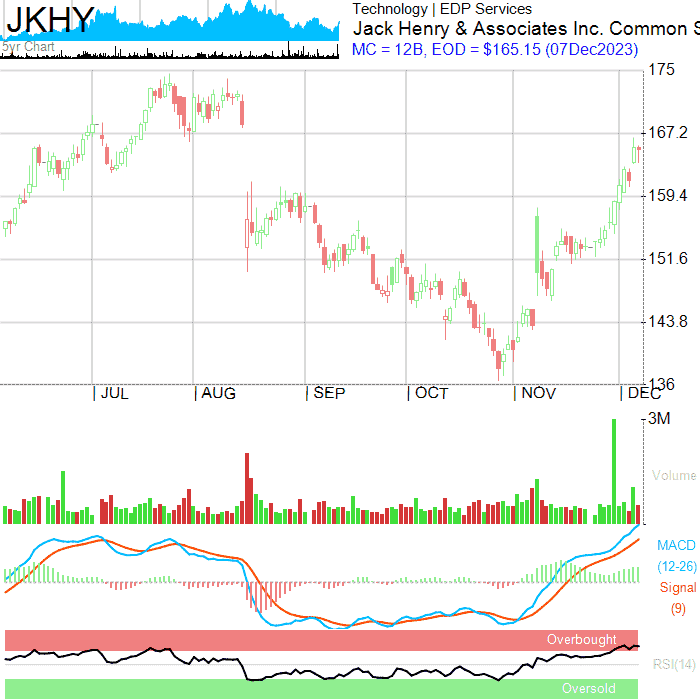 JKHY
5yr Chart
Technology | EDP Services
Jack Henry & Associates Inc. Common S
MC = 12B, EOD = $165.15 (07Dec2023)
175
167.2
159.4
151.6
143.8
136
JUL AUG SEP OCT NOV DEC
3M
Volume
MACD
(12-26)
Signal
(9)
Overbought
RSI(14)
Oversold